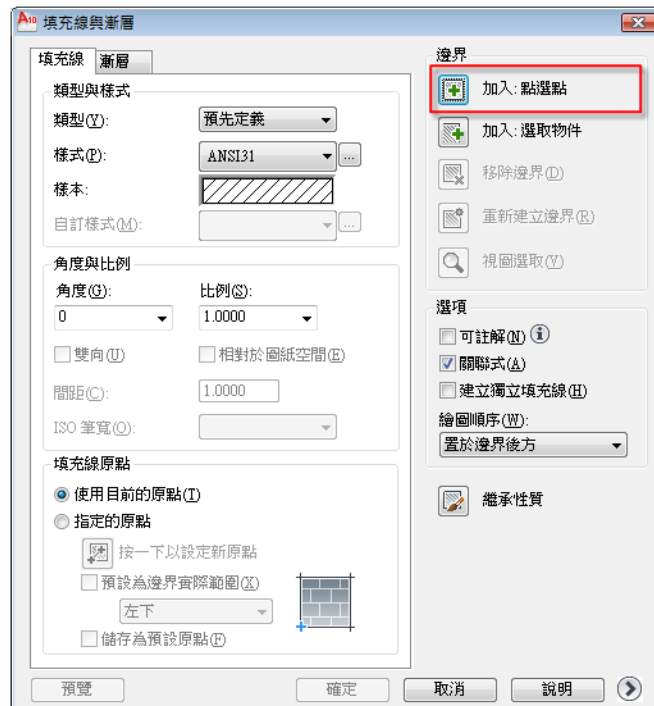 A10 填充線與漸層
填充線 漸層
類型與樣式
類型(Y): 預先定義
樣式(P): ANSI31 ...
樣本:
自訂樣式(M): ...
角度與比例
角度(G): 比例(S):
0 1.0000
雙向(U) 相對於圖紙空間(E)
間距(C): 1.0000
ISO 筆寬(O):
填充線原點
使用目前的原點(T)
指定的原點
按一下以設定新原點
預設為邊界實際範圍(X)
左下
儲存為預設原點(F)
邊界
加入: 點選點
加入: 選取物件
移除邊界(D)
重新建立邊界(R)
視圖選取(V)
選項
可註解(N)
關聯式(A)
建立獨立填充線(H)
繪圖順序(W):
置於邊界後方
繼承性質
預覽 確定 取消 說明